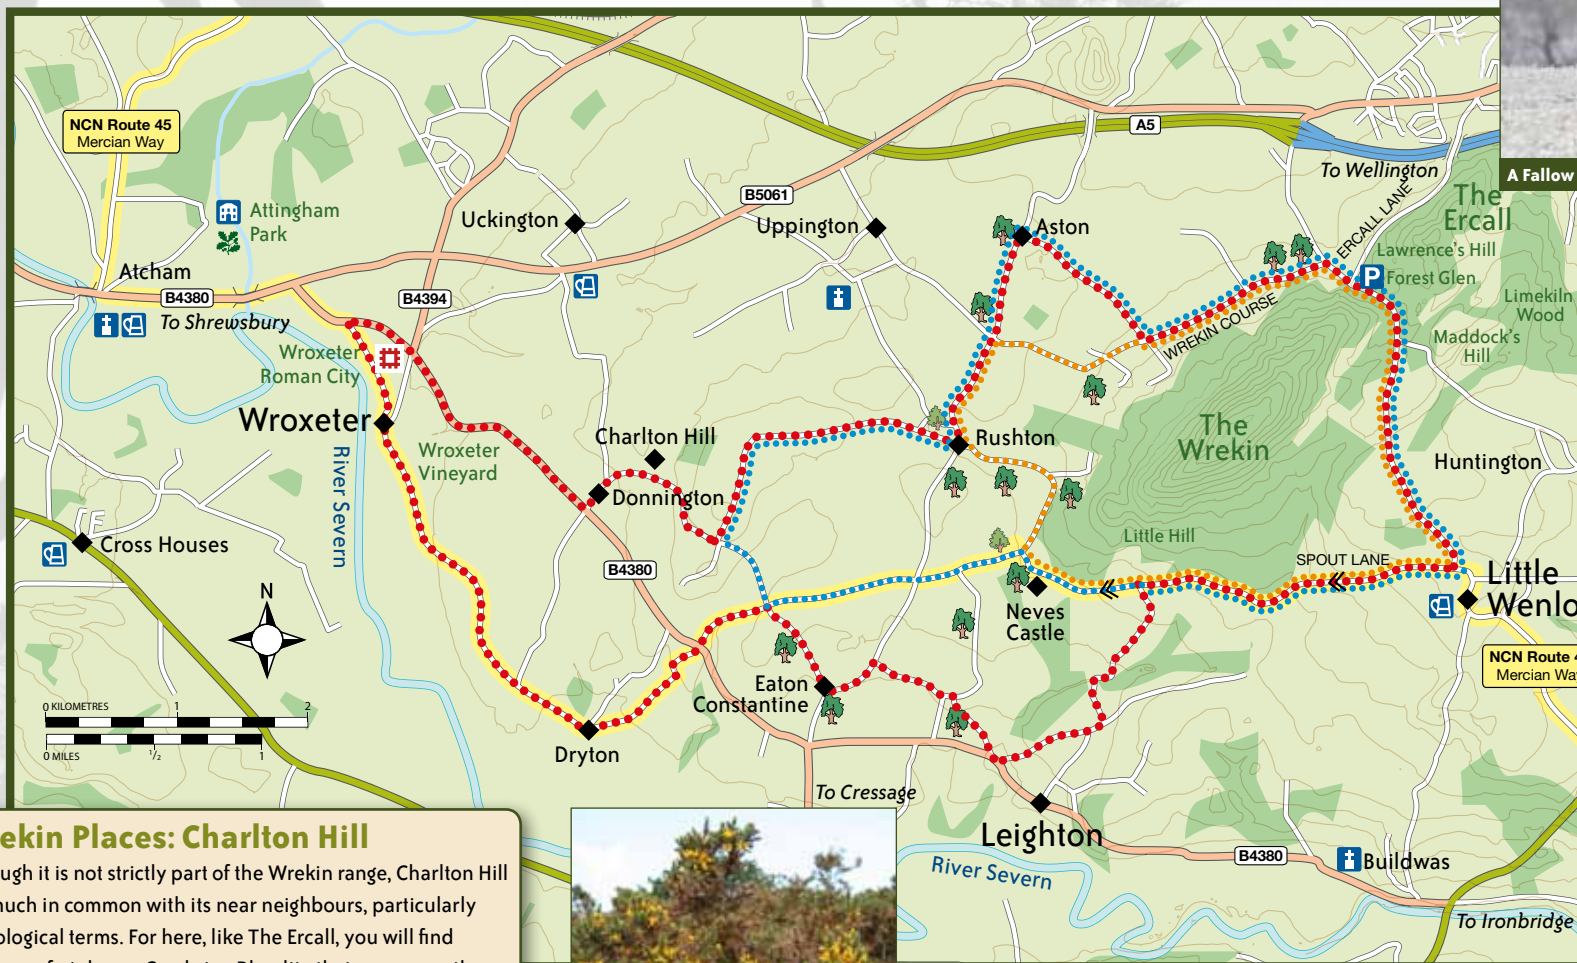 NCN Route 45
Mercian Way
Attingham
Park
Atcham
B4380
To Shrewsbury
Uckington
B4394
B5061
Uppington
A5
To Wellington
A Fallow
Aston
ERCALL LANE
The
Ercall
Lawrence's Hill
P
Forest Glen
Limekiln
Wood
Maddock's
Hill
WREKIN COURSE
Wroxeter
Roman City
Wroxeter
Wroxeter
Vineyard
River Severn
Charlton Hill
Donnington
Rushton
The
Wrekin
Huntington
Little Hill
SPOUT LANE
Cross Houses
B4380
Neves
Castle
Little
Wenlo
NCN Route 4
Mercian Way
N
Eaton
Constantine
0 KILOMETRES 1 2
0 MILES 1/2 1
Dryton
To Cressage
Leighton
River Severn
B4380
Buildwas
To Ironbridge
ekin Places: Charlton Hill
ugh it is not strictly part of the Wrekin range, Charlton Hill
much in common with its near neighbours, particularly
ological terms. For here, like The Ercall, you will find